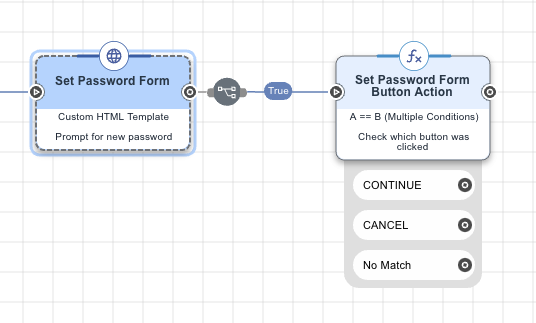 Set Password Form
Custom HTML Template
Prompt for new password
True
fx
Set Password Form
Button Action
A == B (Multiple Conditions)
Check which button was
clicked
CONTINUE
CANCEL
No Match